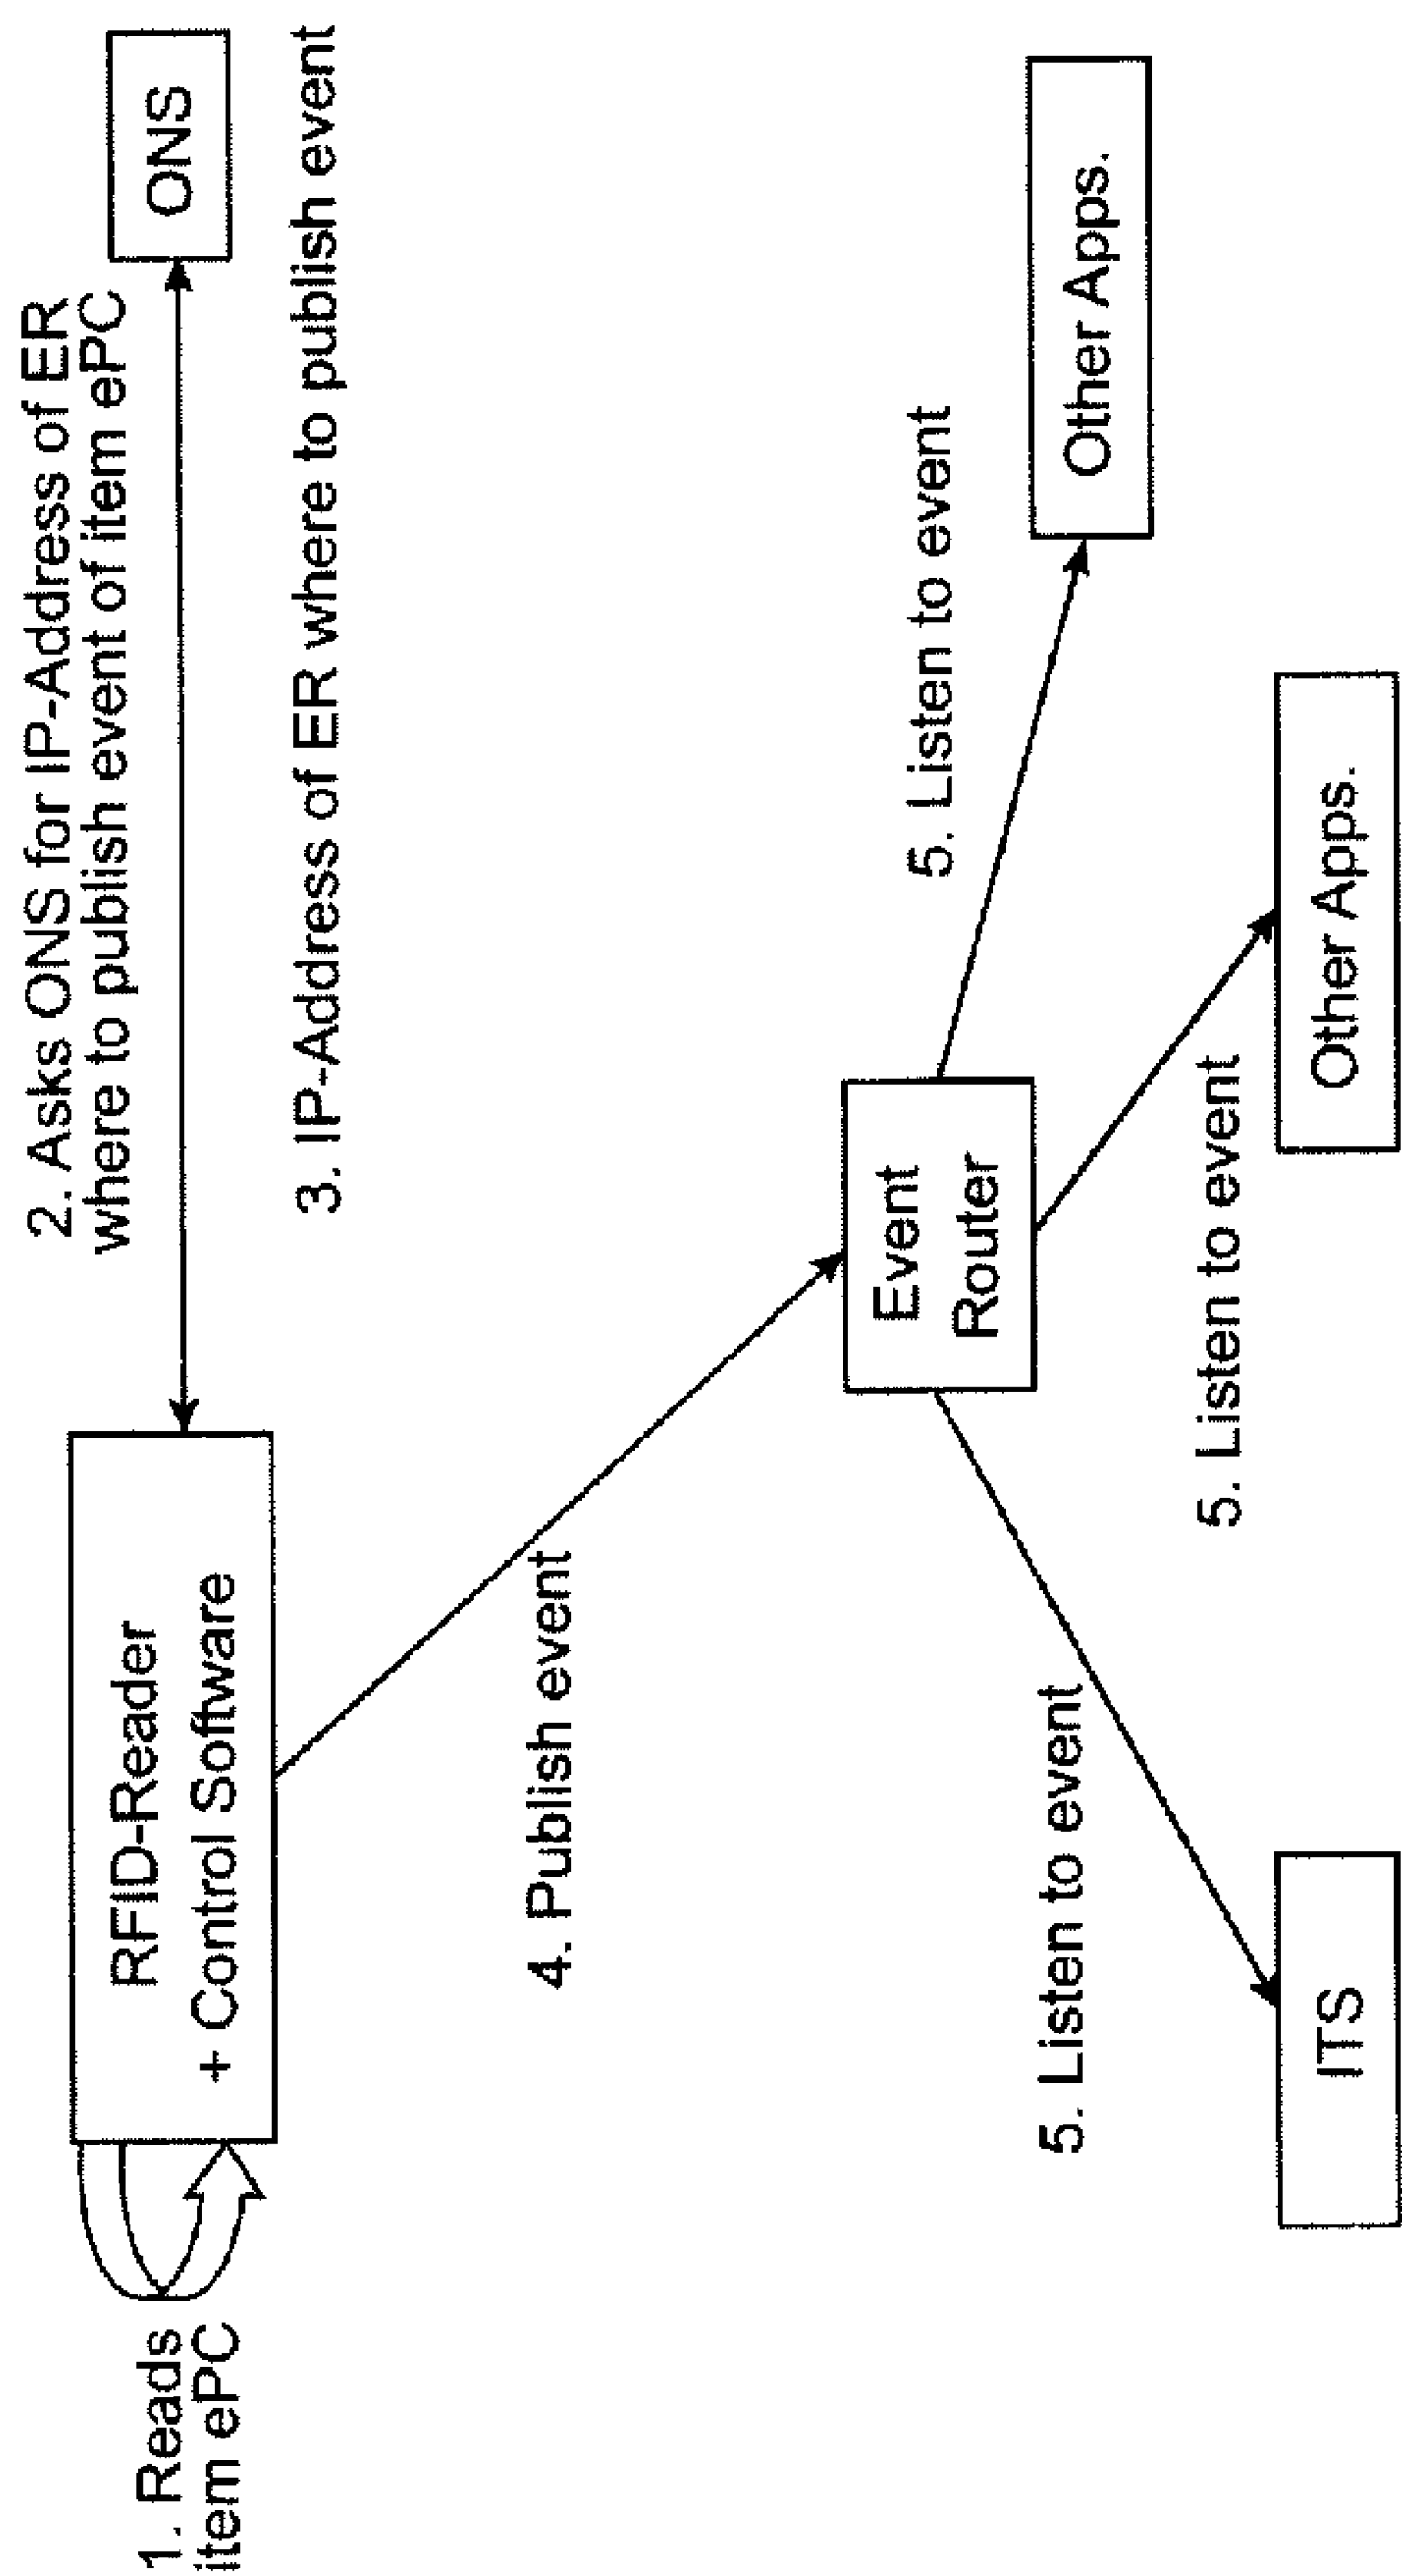 1. Reads
item ePC
RFID-Reader
+ Control Software
2. Asks ONS for IP-Address of ER
where to publish event of item ePC
ONS
3. IP-Address of ER where to publish event
4. Publish event
Event
Router
5. Listen to event
5. Listen to event
5. Listen to event
ITS
Other Apps.
Other Apps.